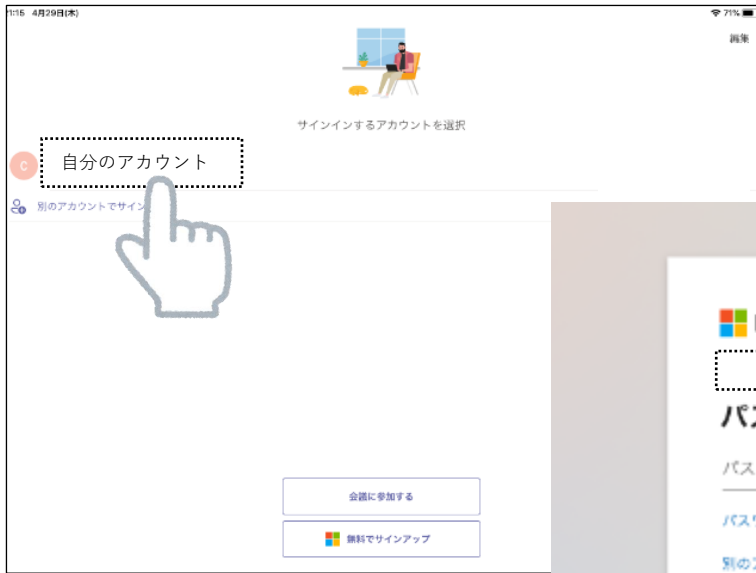 1:15 4月29日(木)
71%
編集
サインインするアカウントを選択
C
自分のアカウント
別のアカウントでサイン
パス
パス
パスワ
別の
会議に参加する
無料でサインアップ